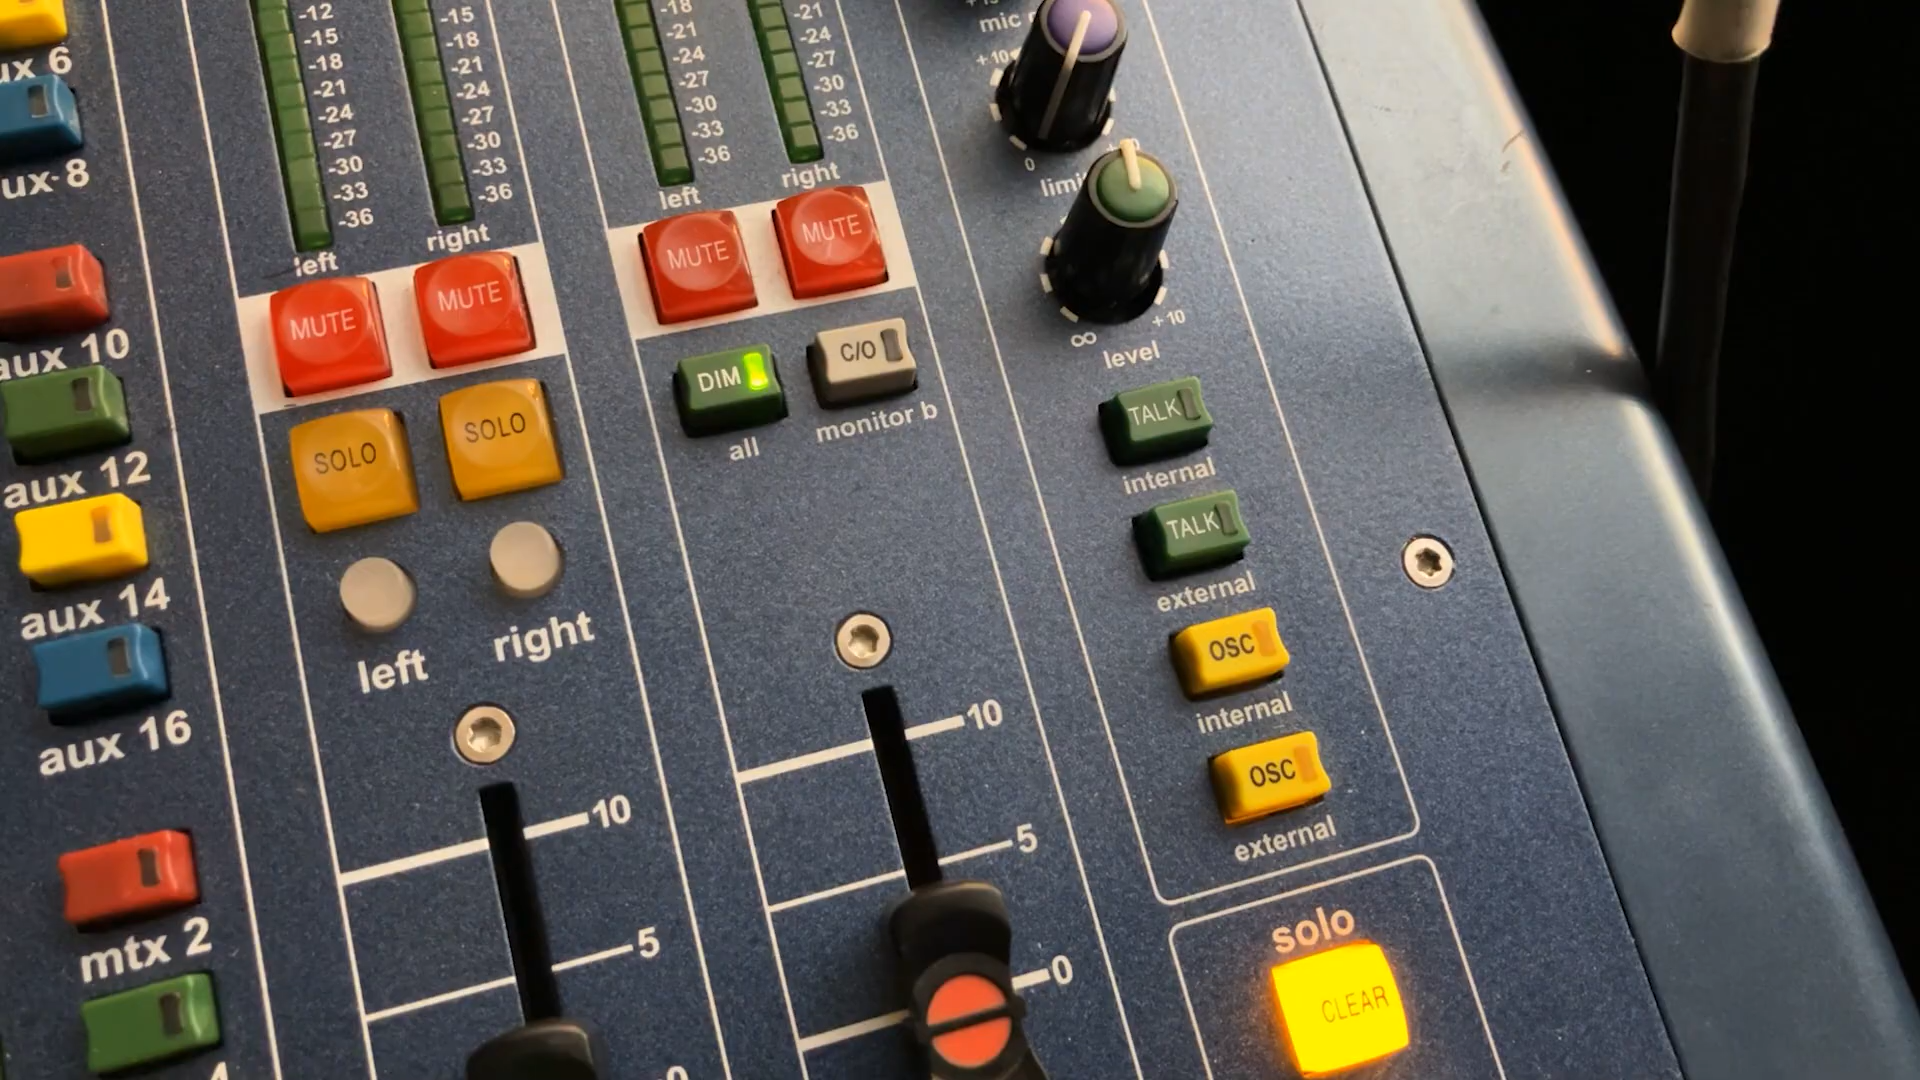 ux 6
ux 8
aux 10
aux 12
aux 14
aux 16
mtx 2
-12
-15
-18
-21
-24
-27
-30
-33
-36
left
-15
-18
-21
-24
-27
-30
-33
-36
right
MUTE
MUTE
SOLO
SOLO
left
right
10
5
-18
-21
-24
-27
-30
-33
-36
left
-21
-24
-27
-30
-33
-36
right
MUTE
MUTE
DIM
all
C/O
monitor b
10
5
0
mic
+10
0
limi
∞
+10
level
TALK
internal
TALK
external
OSC
internal
OSC
external
solo
CLEAR